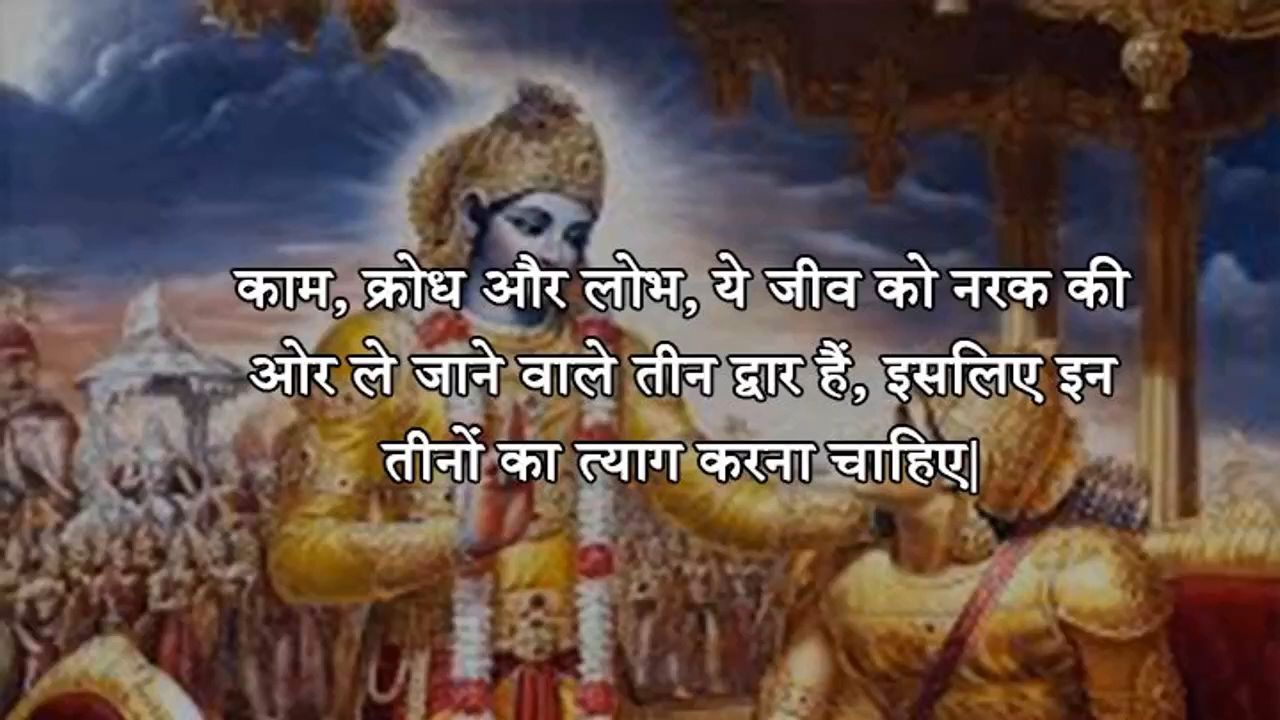 काम, क्रोध और लोभ, ये जीव को नरक की
ओर ले जाने वाले तीन द्वार हैं, इसलिए इन
तीनों का त्याग करना चाहिए|